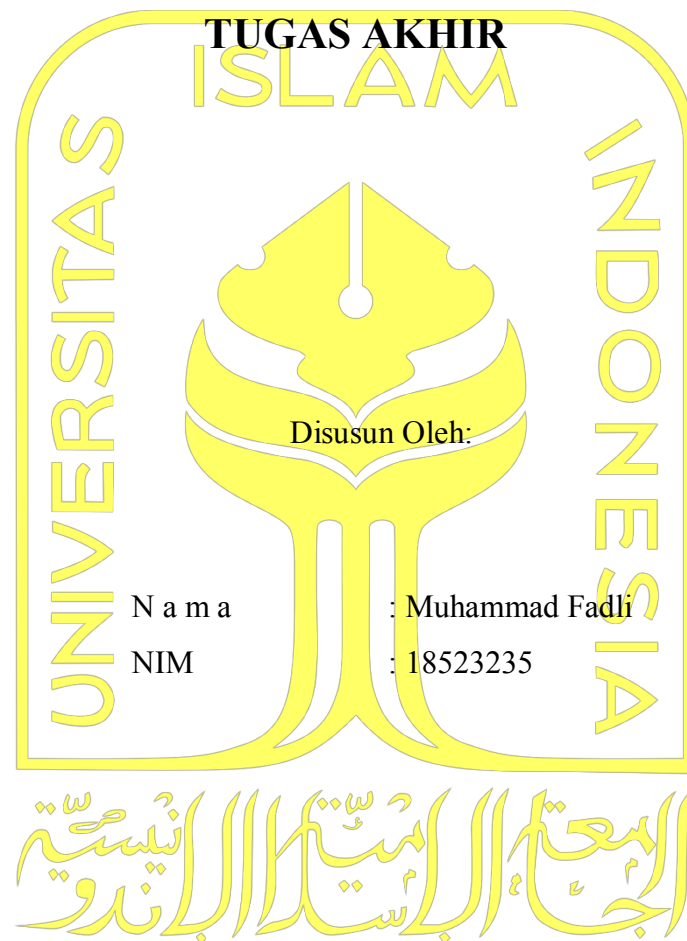 TUGAS AKHIR
ISLAM
UNIVERSITAS
INDONESIA
Disusun Oleh:
N a m a : Muhammad Fadli
NIM : 18523235
الجامعة الإسلامية الإندونيسية